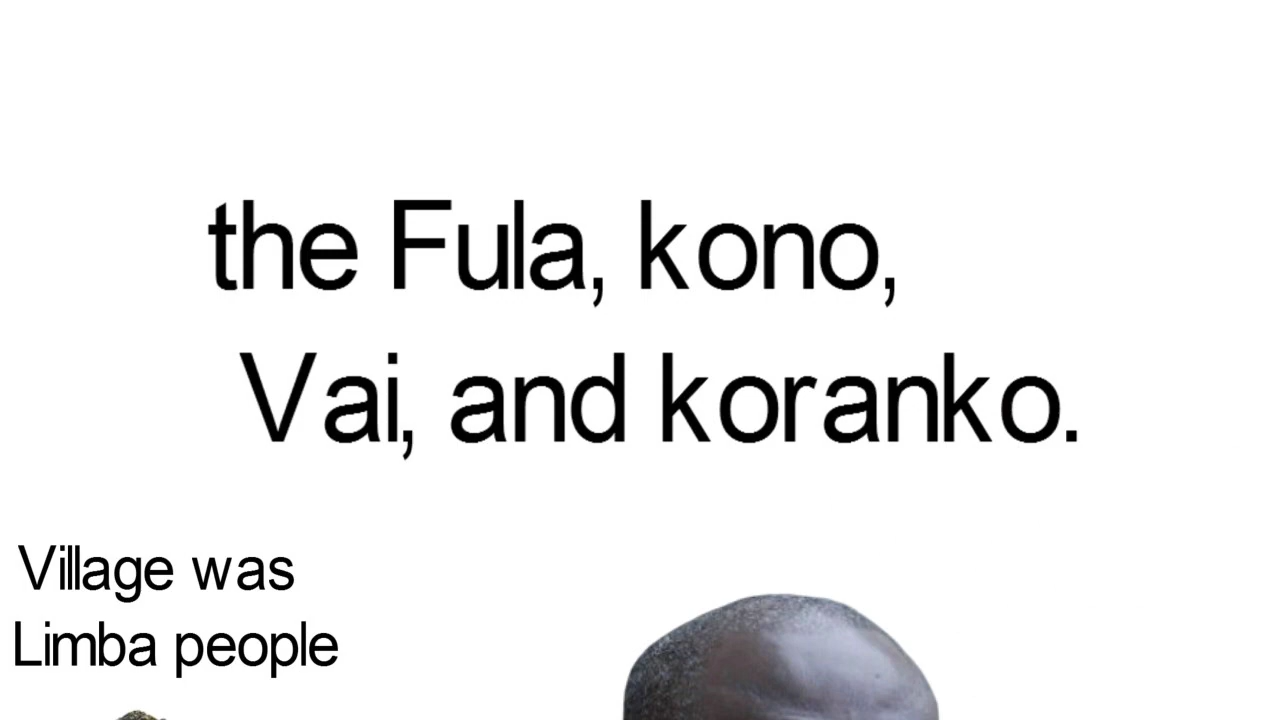 the Fula, kono,
Vai, and koranko.
Village was
Limba people